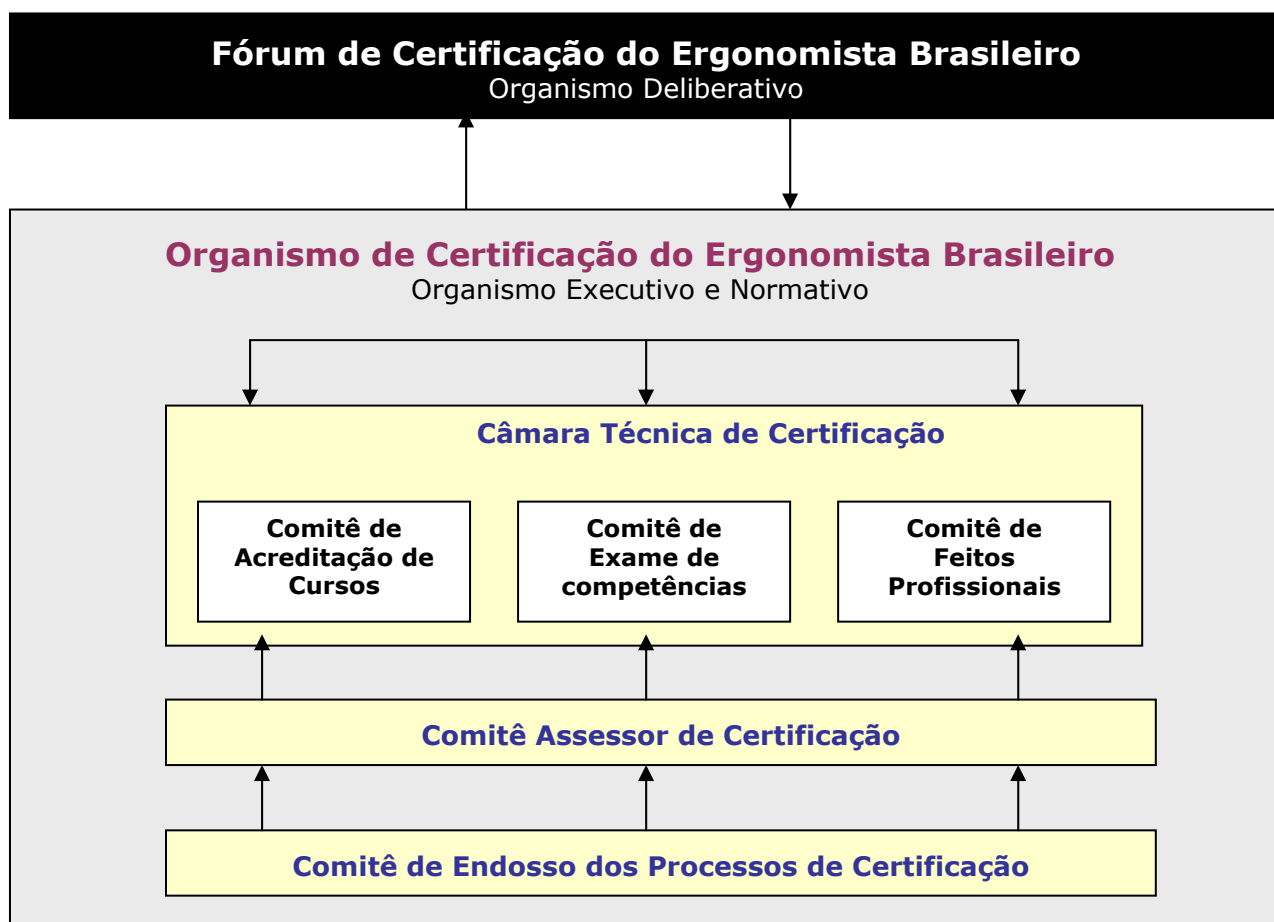 Fórum de Certificação do Ergonomista Brasileiro
Organismo Deliberativo
Organismo de Certificação do Ergonomista Brasileiro
Organismo Executivo e Normativo
Câmara Técnica de Certificação
Comitê de
Acreditação de
Cursos
Comitê de
Exame de
competências
Comitê de
Feitos
Profissionais
Comitê Assessor de Certificação
Comitê de Endosso dos Processos de Certificação